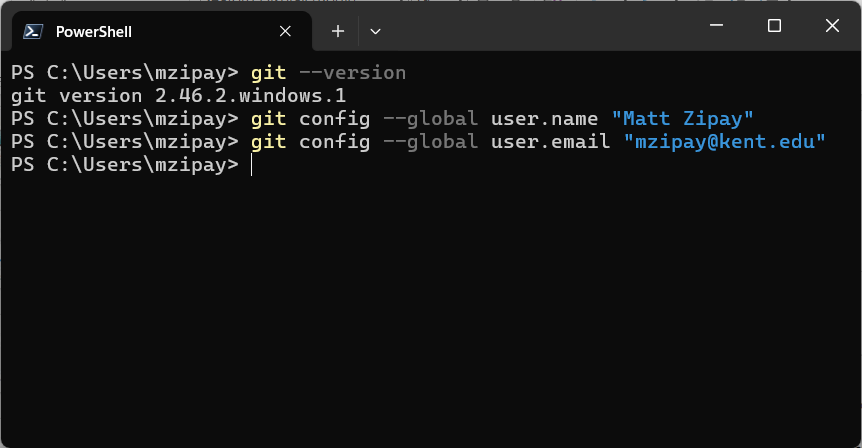 PowerShell
PS C:\Users\mzipay> git --version
git version 2.46.2.windows.1
PS C:\Users\mzipay> git config --global user.name "Matt Zipay"
PS C:\Users\mzipay> git config --global user.email "mzipay@kent.edu"
PS C:\Users\mzipay>